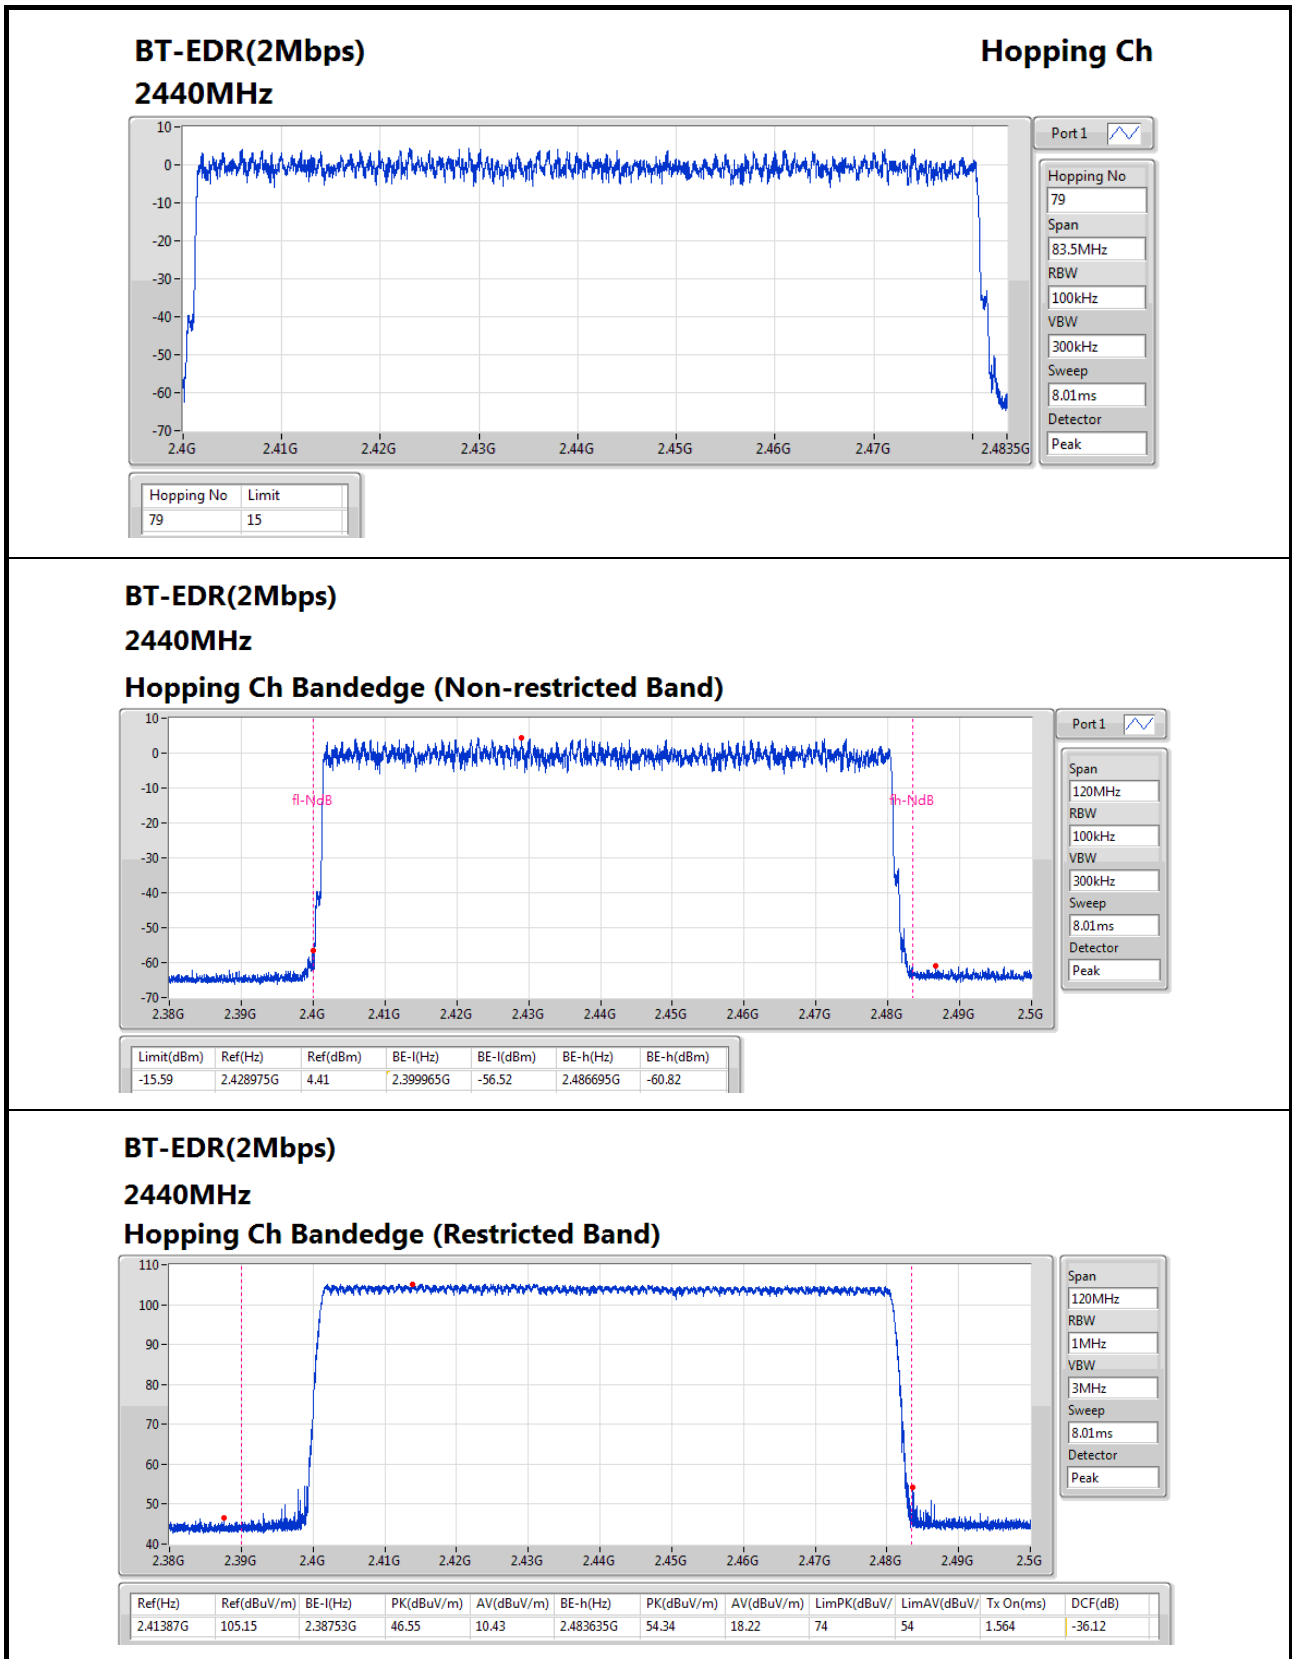 BT-EDR(2Mbps) Hopping Ch
2440MHz
Port 1
10
0
-10
-20
-30
-40
-50
-60
-70
2.4G 2.41G 2.42G 2.43G 2.44G 2.45G 2.46G 2.47G 2.4835G
Hopping No
79
Span
83.5MHz
RBW
100kHz
VBW
300kHz
Sweep
8.01ms
Detector
Peak
Hopping No Limit
79 15
BT-EDR(2Mbps)
2440MHz
Hopping Ch Bandedge (Non-restricted Band)
Port 1
10
0
-10
-20
-30
-40
-50
-60
-70
fl-NdB fh-NdB
2.38G 2.39G 2.4G 2.41G 2.42G 2.43G 2.44G 2.45G 2.46G 2.47G 2.48G 2.49G 2.5G
Span
120MHz
RBW
100kHz
VBW
300kHz
Sweep
8.01ms
Detector
Peak
Limit(dBm) Ref(Hz) Ref(dBm) BE-l(Hz) BE-l(dBm) BE-h(Hz) BE-h(dBm)
-15.59 2.428975G 4.41 2.399965G -56.52 2.486695G -60.82
BT-EDR(2Mbps)
2440MHz
Hopping Ch Bandedge (Restricted Band)
110
100
90
80
70
60
50
40
2.38G 2.39G 2.4G 2.41G 2.42G 2.43G 2.44G 2.45G 2.46G 2.47G 2.48G 2.49G 2.5G
Span
120MHz
RBW
1MHz
VBW
3MHz
Sweep
8.01ms
Detector
Peak
Ref(Hz) Ref(dBuV/m) BE-l(Hz) PK(dBuV/m) AV(dBuV/m) BE-h(Hz) PK(dBuV/m) AV(dBuV/m) LimPK(dBuV/ LimAV(dBuV/ Tx On(ms) DCF(dB)
2.41387G 105.15 2.38753G 46.55 10.43 2.483635G 54.34 18.22 74 54 1.564 -36.12